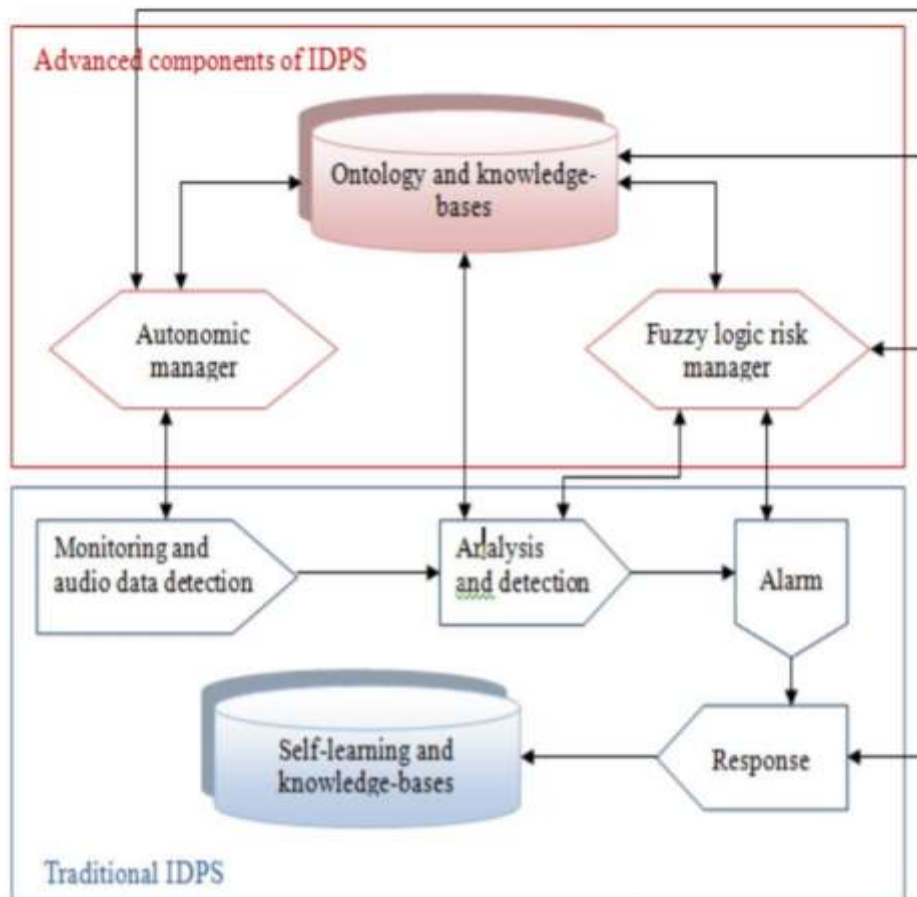 Advanced components of IDPS
Ontology and knowledge-
bases
Autonomic
manager
Fuzzy logic risk
manager
Monitoring and
audio data detection
Analysis
and detection
Alarm
Self-learning and
knowledge-bases
Response
Traditional IDPS